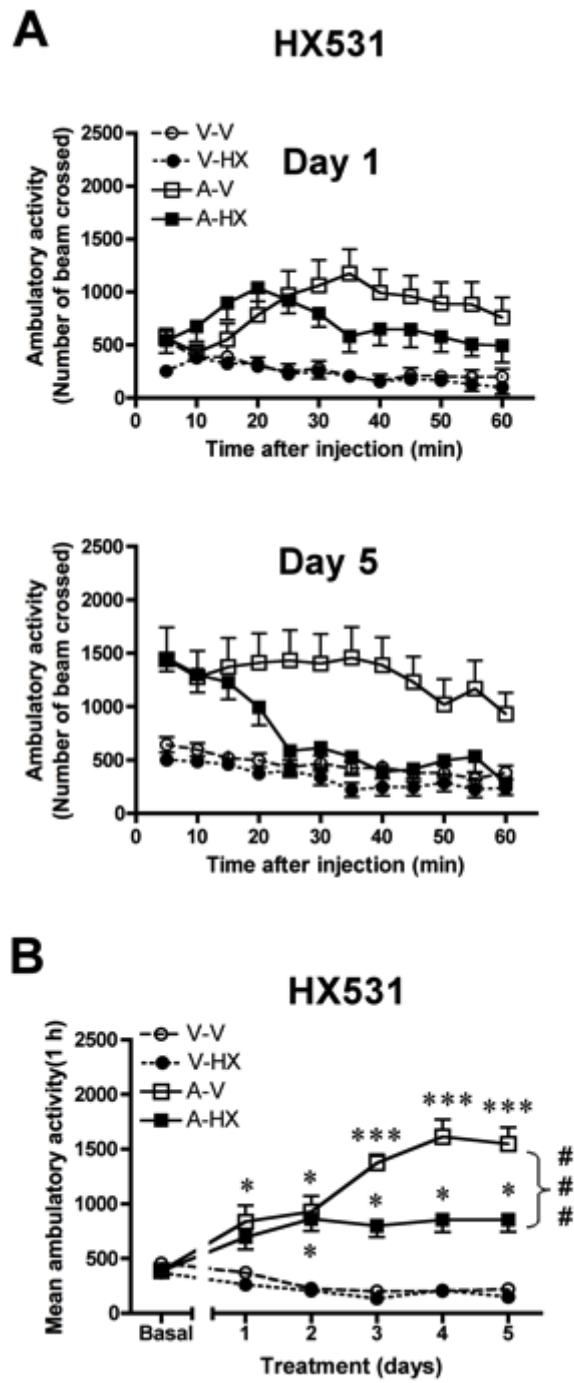 A
HX531
Day 1
V-V
V-HX
A-V
A-HX
Ambulatory activity
(Number of beam crossed)
2500
2000
1500
1000
500
0
0 10 20 30 40 50 60
Time after injection (min)
Day 5
Ambulatory activity
(Number of beam crossed)
2500
2000
1500
1000
500
0
0 10 20 30 40 50 60
Time after injection (min)
B
HX531
V-V
V-HX
A-V
A-HX
Mean ambulatory activity(1 h)
2500
2000
1500
1000
500
0
* * *** *** ***
* * * *
#
#
#
Basal 1 2 3 4 5
Treatment (days)